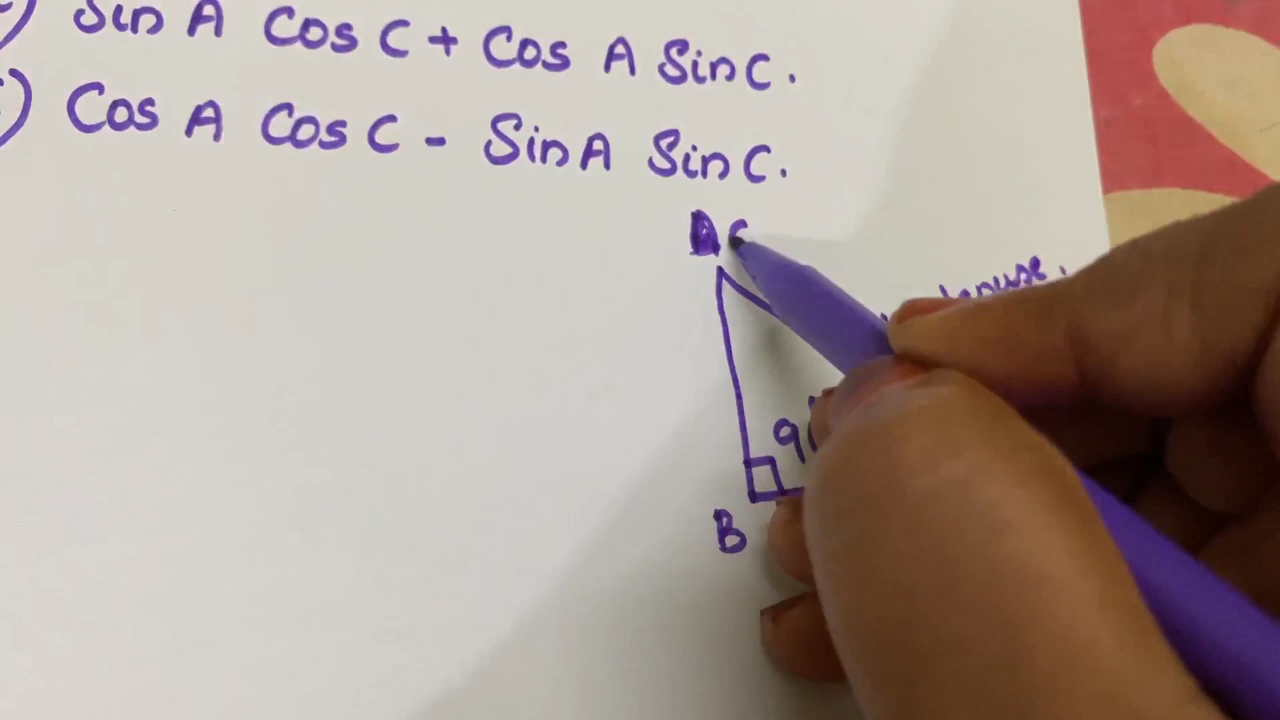 ) Sin A Cos C + Cos A Sin C.
) Cos A Cos C - Sin A Sin C.
A C
B